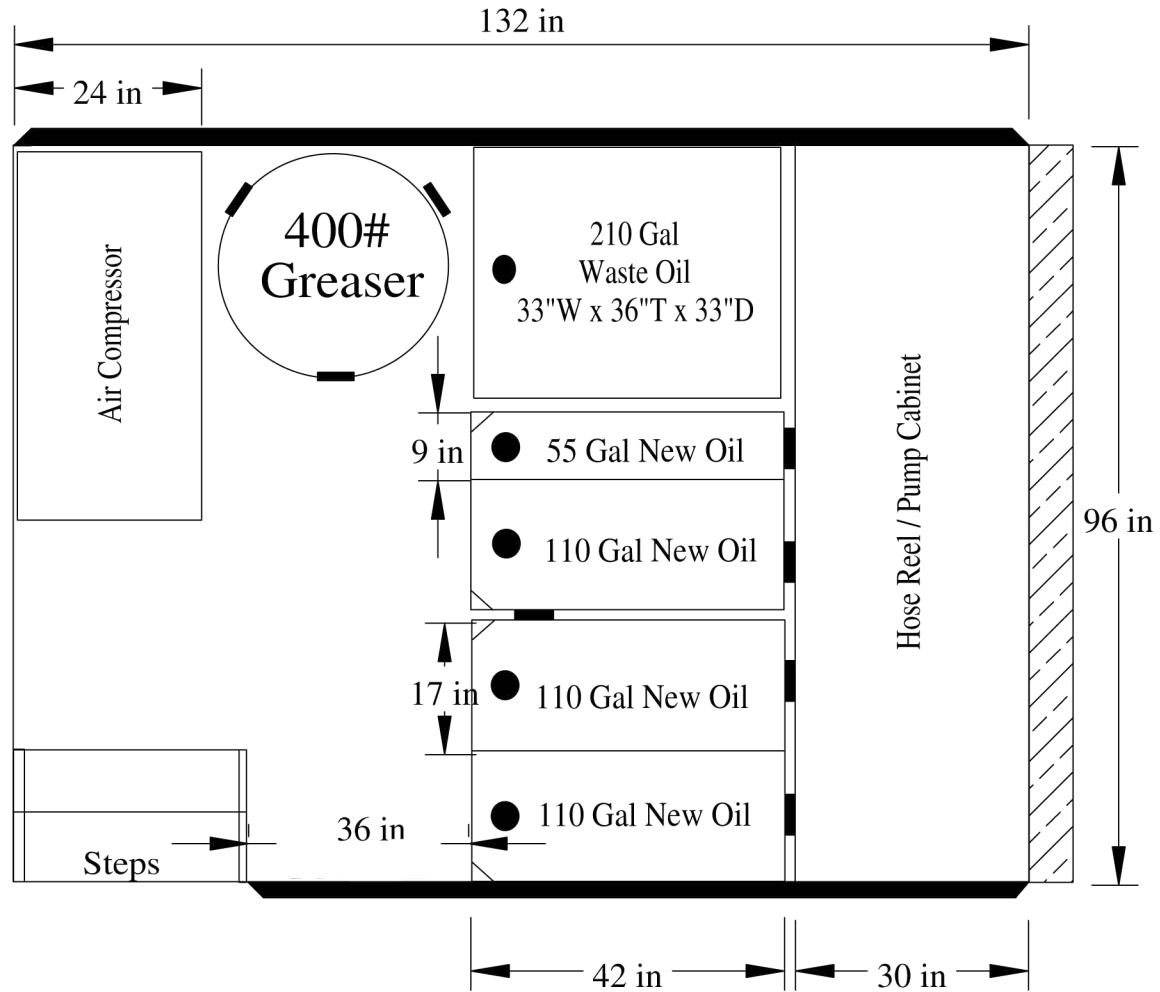 132 in
24 in
400#
Greaser
210 Gal
Waste Oil
33"W x 36"T x 33"D
Air Compressor
9 in
55 Gal New Oil
110 Gal New Oil
Hose Reel / Pump Cabinet
96 in
17 in
110 Gal New Oil
110 Gal New Oil
36 in
Steps
42 in
30 in